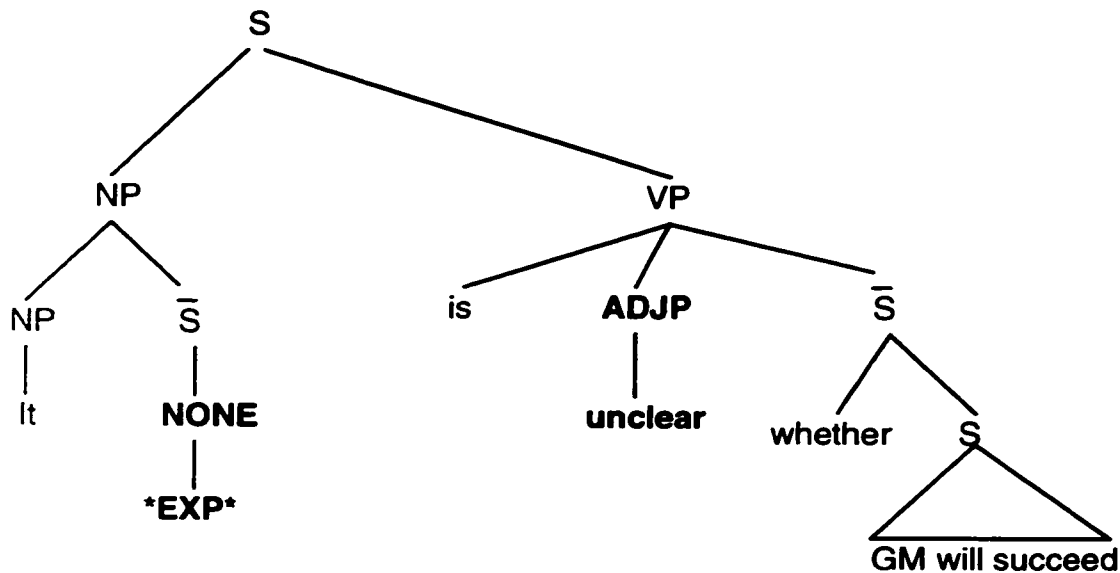 S
NP VP
NP S̅ is ADJP S̅
It NONE unclear whether S
*EXP* GM will succeed